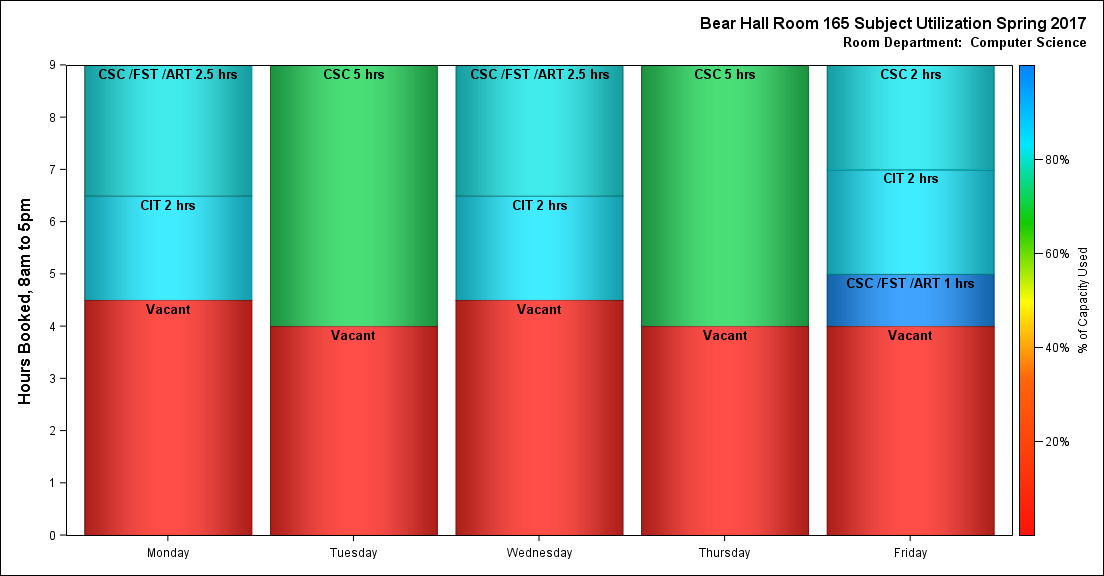 Bear Hall Room 165 Subject Utilization Spring 2017
Room Department:  Computer Science
Hours Booked, 8am to 5pm
9
8
7
6
5
4
3
2
1
0
CSC /FST /ART 2.5 hrs
CIT 2 hrs
Vacant
CSC 5 hrs
Vacant
CSC /FST /ART 2.5 hrs
CIT 2 hrs
Vacant
CSC 5 hrs
Vacant
CSC 2 hrs
CIT 2 hrs
CSC /FST /ART 1 hrs
Vacant
Monday
Tuesday
Wednesday
Thursday
Friday
80%
60%
40%
20%
% of Capacity Used